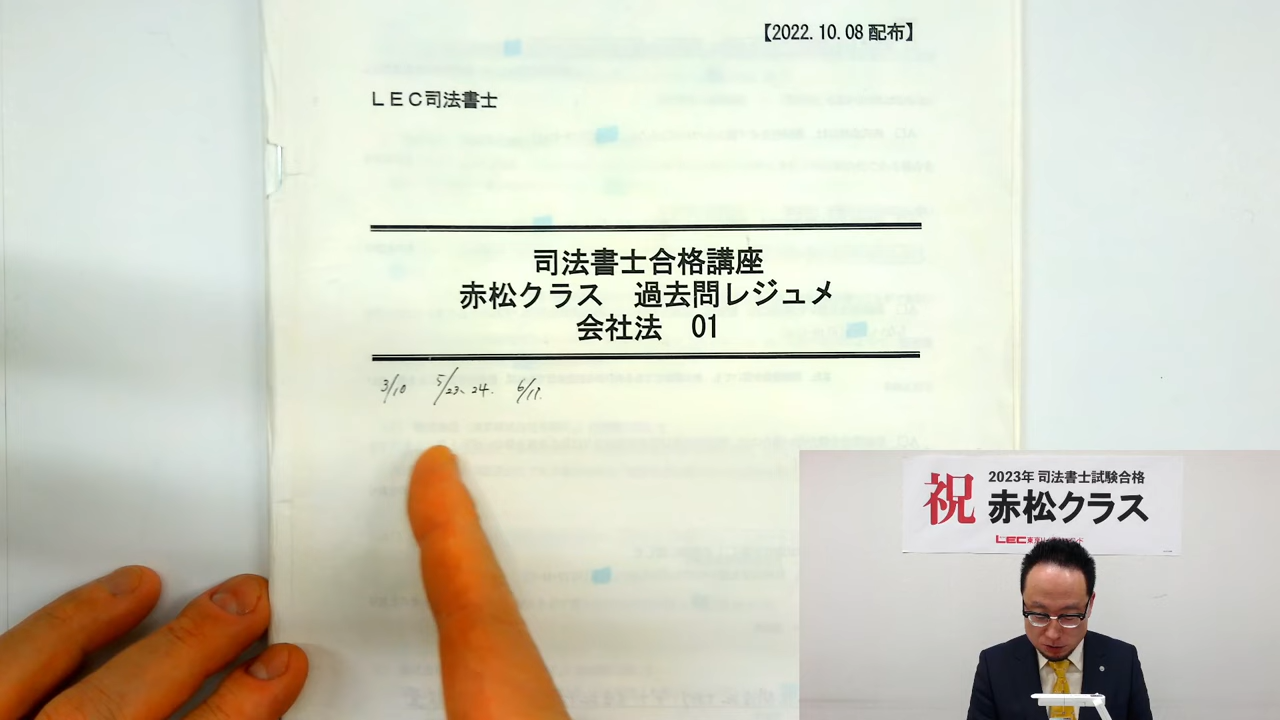 【2022.10.08配布】
ＬＥＣ司法書士
司法書士合格講座
赤松クラス　過去問レジュメ
会社法　01
3/10 5/23、24. 6/11.
祝
2023年 司法書士試験合格
赤松クラス
LEC